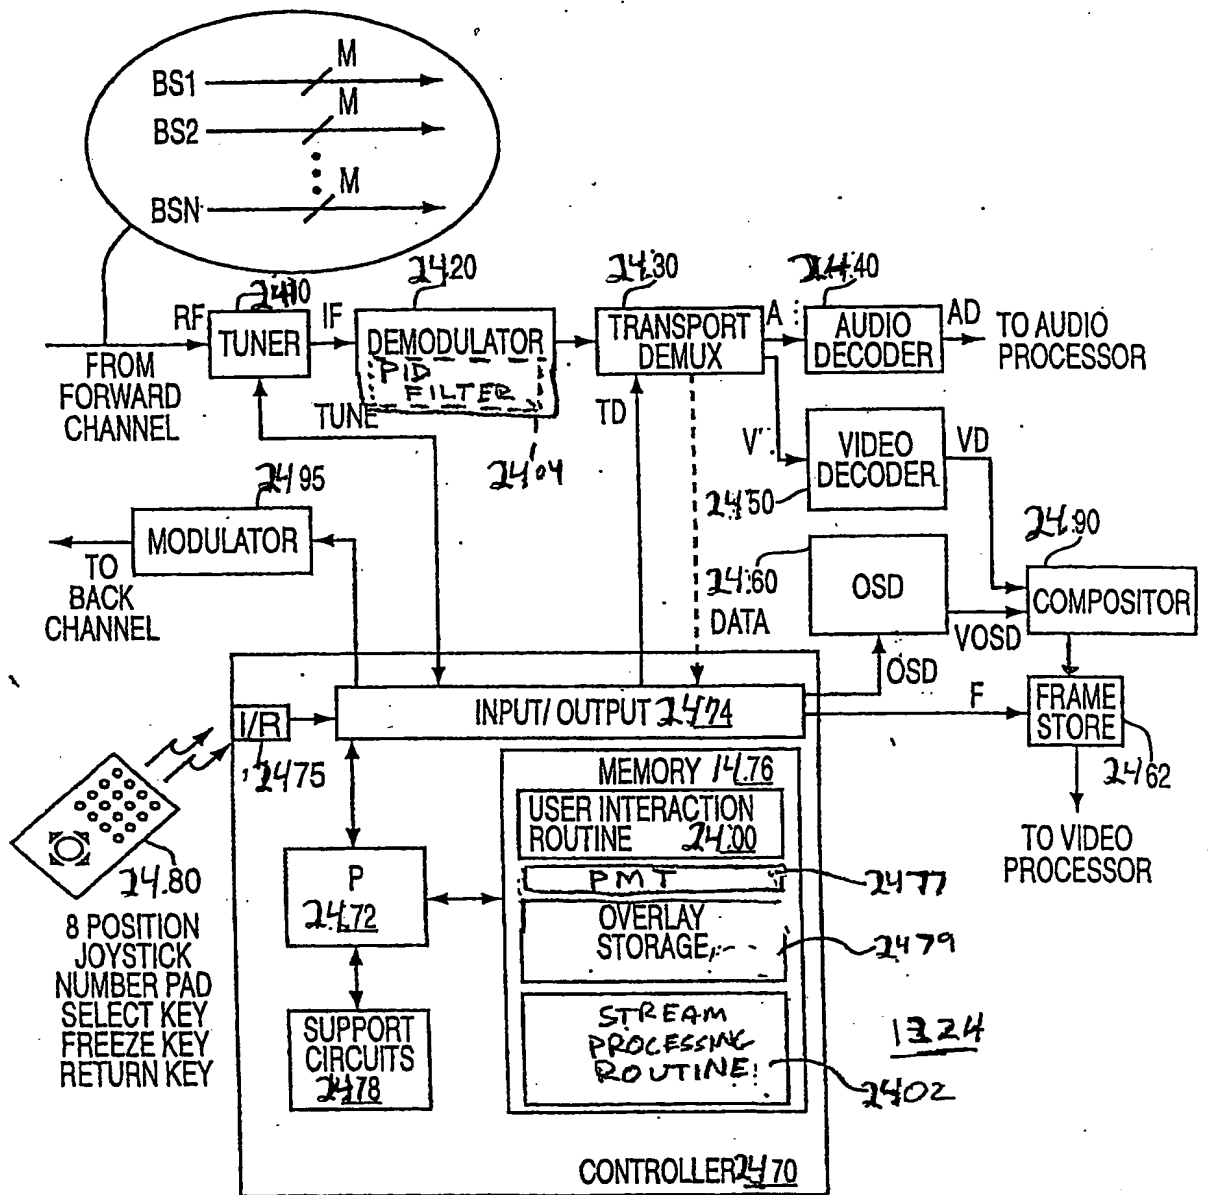 M
BS1
M
BS2
M
BSN
2420
2430
2440
2410
RF
TUNER
IF
DEMODULATOR
PID
FILTER
TRANSPORT
DEMUX
A
AUDIO
DECODER
AD
TO AUDIO
PROCESSOR
FROM
FORWARD
CHANNEL
TUNE
2404
TD
V
VIDEO
DECODER
VD
2450
2495
MODULATOR
TO
BACK
CHANNEL
2490
2460
OSD
COMPOSITOR
DATA
VOSD
OSD
F
FRAME
STORE
2462
INPUT/ OUTPUT 2474
I/R
2475
MEMORY 14.76
USER INTERACTION
ROUTINE 2400
TO VIDEO
PROCESSOR
2480
PMT
2477
P
2472
OVERLAY
STORAGE
2479
8 POSITION
JOYSTICK
NUMBER PAD
SELECT KEY
FREEZE KEY
RETURN KEY
SUPPORT
CIRCUITS
2478
STREAM
PROCESSING
ROUTINE
2402
CONTROLLER 2470